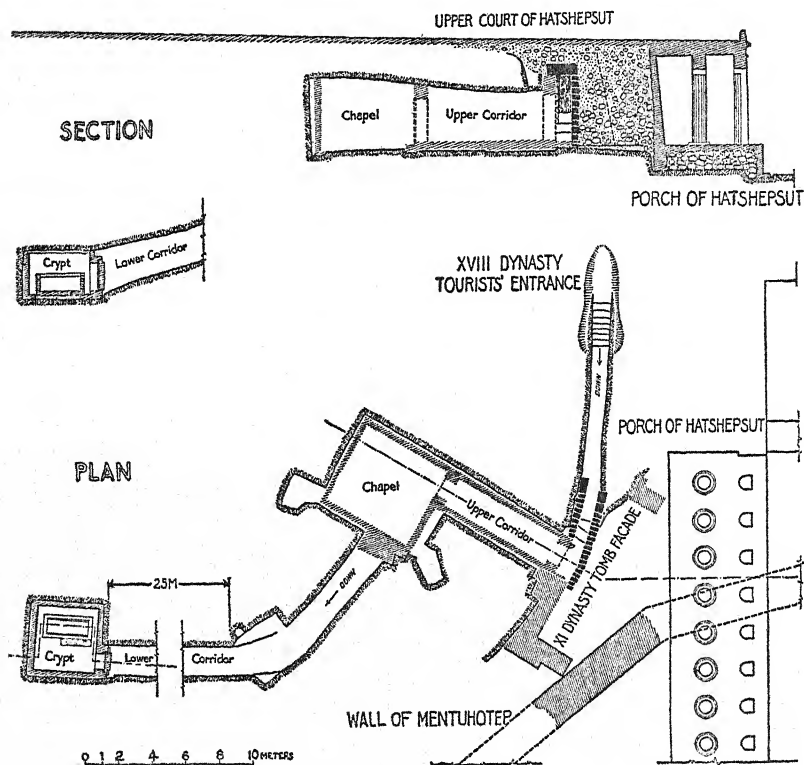 UPPER COURT OF HATSHEPSUT
SECTION
Chapel
Upper Corridor
PORCH OF HATSHEPSUT
Crypt
Lower Corridor
XVIII DYNASTY
TOURISTS' ENTRANCE
DOWN
PORCH OF HATSHEPSUT
PLAN
Chapel
Upper Corridor
XI DYNASTY TOMB FACADE
25M
DOWN
Crypt
Lower
Corridor
WALL OF MENTUHOTEP
0 1 2 4 6 8 10 METERS